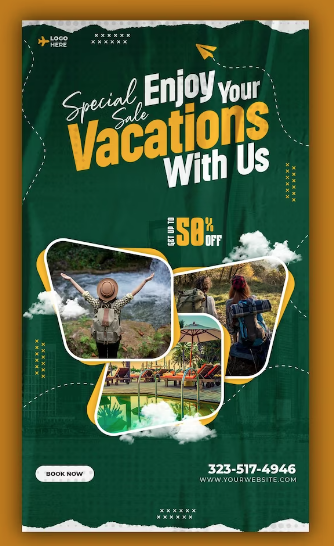 LOGO
HERE
Special
Sale
Enjoy Your
Vacations
With Us
GET UP TO
50%
OFF
BOOK NOW
323-517-4946
WWW.YOURWEBSITE.COM